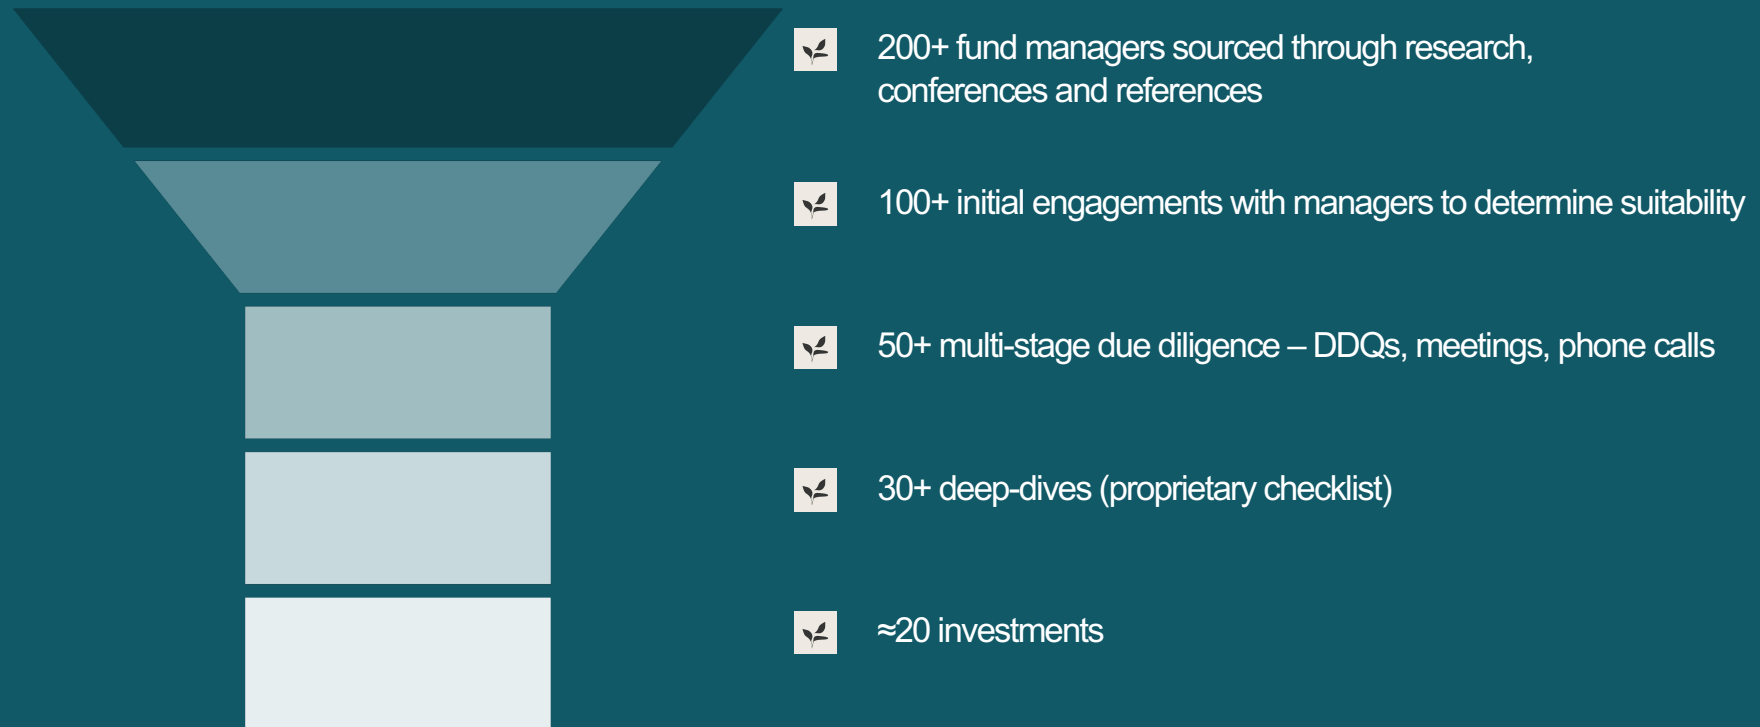 200+ fund managers sourced through research,
conferences and references
100+ initial engagements with managers to determine suitability
50+ multi-stage due diligence – DDQs, meetings, phone calls
30+ deep-dives (proprietary checklist)
≈20 investments